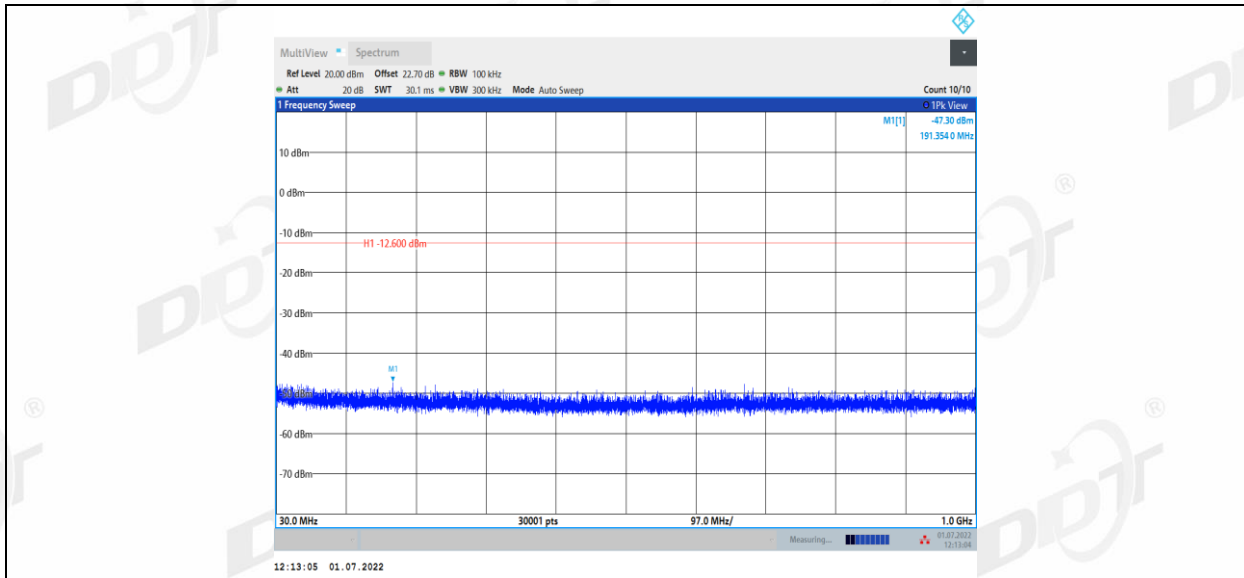 MultiView Spectrum
Ref Level 20.00 dBm Offset 22.70 dB RBW 100 kHz
Att 20 dB SWT 30.1 ms VBW 300 kHz Mode Auto Sweep Count 10/10
1 Frequency Sweep 1Pk View
M1[1] -47.30 dBm
191.354 0 MHz
10 dBm
0 dBm
-10 dBm
H1 -12.600 dBm
-20 dBm
-30 dBm
-40 dBm
M1
-50 dBm
-60 dBm
-70 dBm
30.0 MHz 30001 pts 97.0 MHz/ 1.0 GHz
Measuring... 01.07.2022
12:13:04
12:13:05 01.07.2022
DDT
®